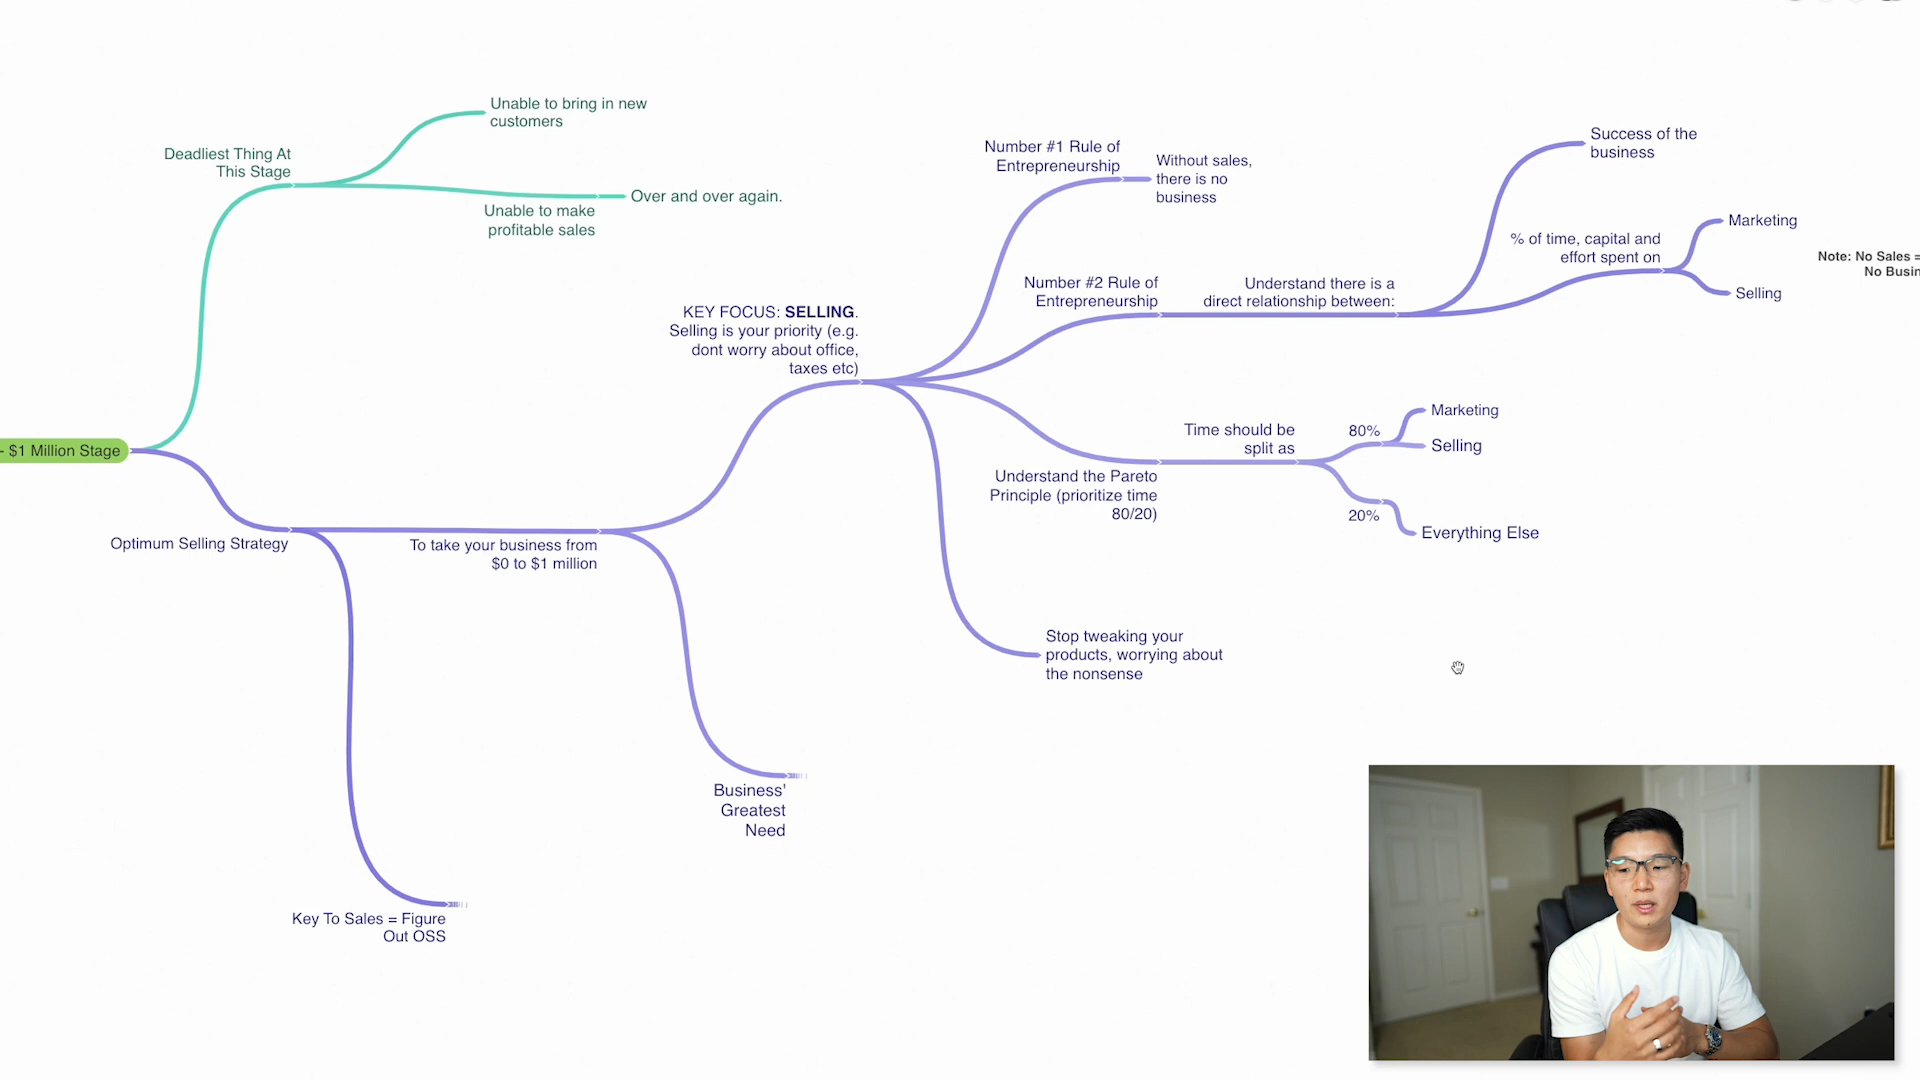 - $1 Million Stage
Deadliest Thing At
This Stage
Unable to bring in new
customers
Unable to make
profitable sales
Over and over again.
Optimum Selling Strategy
To take your business from
$0 to $1 million
KEY FOCUS: SELLING.
Selling is your priority (e.g.
dont worry about office,
taxes etc)
Number #1 Rule of
Entrepreneurship
Without sales,
there is no
business
Number #2 Rule of
Entrepreneurship
Understand there is a
direct relationship between:
Success of the
business
% of time, capital and
effort spent on
Marketing
Selling
Note: No Sales =
No Busin
Understand the Pareto
Principle (prioritize time
80/20)
Time should be
split as
80%
Marketing
Selling
20%
Everything Else
Stop tweaking your
products, worrying about
the nonsense
Business'
Greatest
Need
Key To Sales = Figure
Out OSS